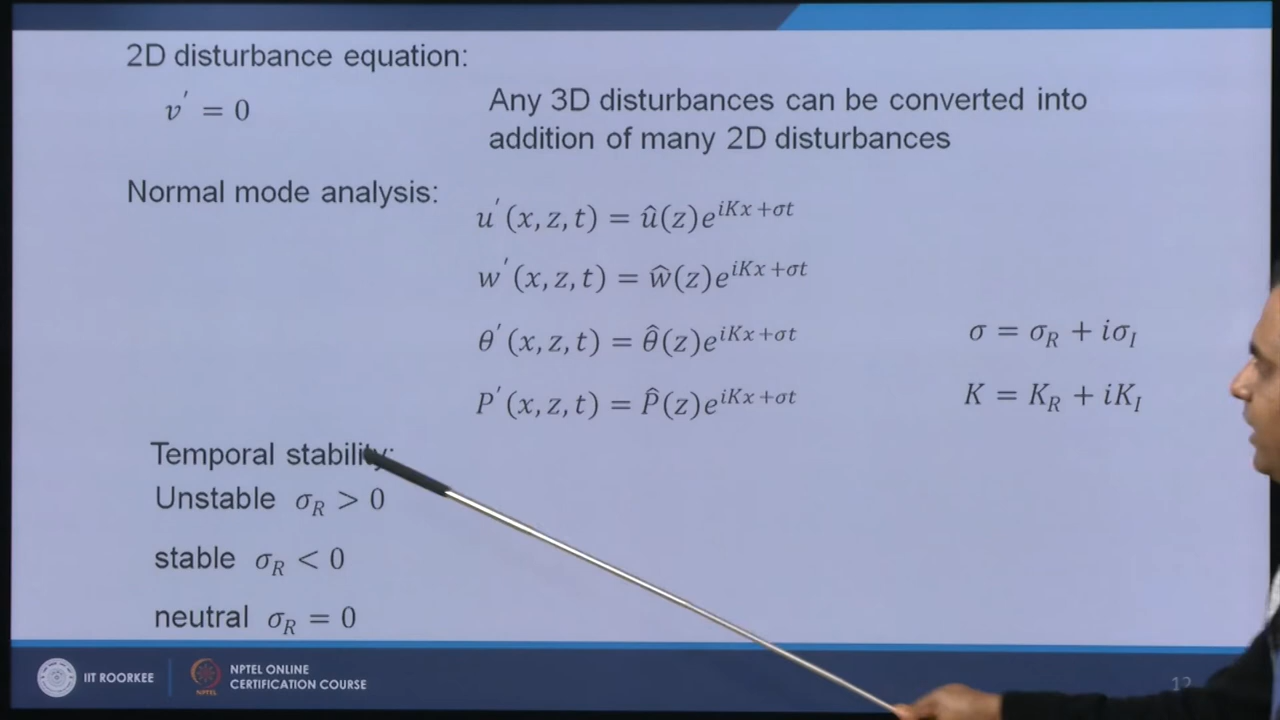 2D disturbance equation:
v′ = 0
Any 3D disturbances can be converted into
addition of many 2D disturbances
Normal mode analysis:
u′(x, z, t) = û(z)e^{iKx+σt}
w′(x, z, t) = ŵ(z)e^{iKx+σt}
θ′(x, z, t) = θ̂(z)e^{iKx+σt}
σ = σ_R + iσ_I
P′(x, z, t) = P̂(z)e^{iKx+σt}
K = K_R + iK_I
Temporal stability:
Unstable σ_R > 0
stable σ_R < 0
neutral σ_R = 0
IIT ROORKEE
NPTEL
NPTEL ONLINE
CERTIFICATION COURSE
12